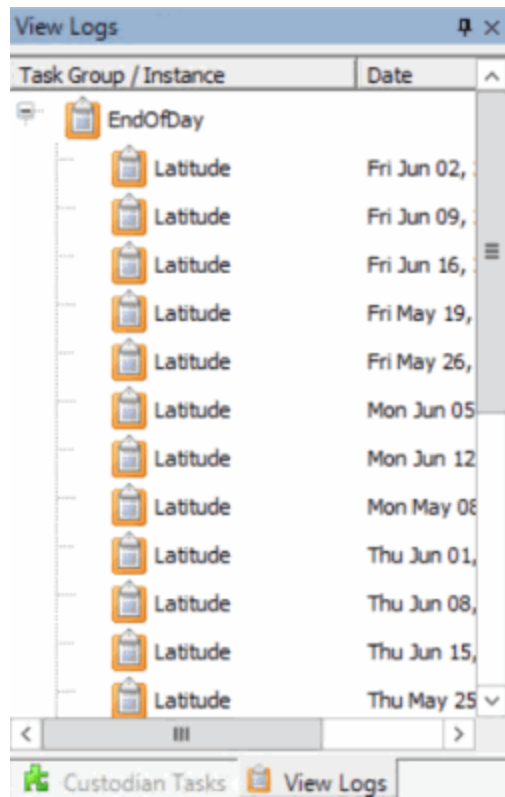 View Logs
Task Group / Instance Date
EndOfDay
Latitude Fri Jun 02,
Latitude Fri Jun 09,
Latitude Fri Jun 16,
Latitude Fri May 19,
Latitude Fri May 26,
Latitude Mon Jun 05
Latitude Mon Jun 12
Latitude Mon May 08
Latitude Thu Jun 01,
Latitude Thu Jun 08,
Latitude Thu Jun 15,
Latitude Thu May 25
Custodian Tasks View Logs